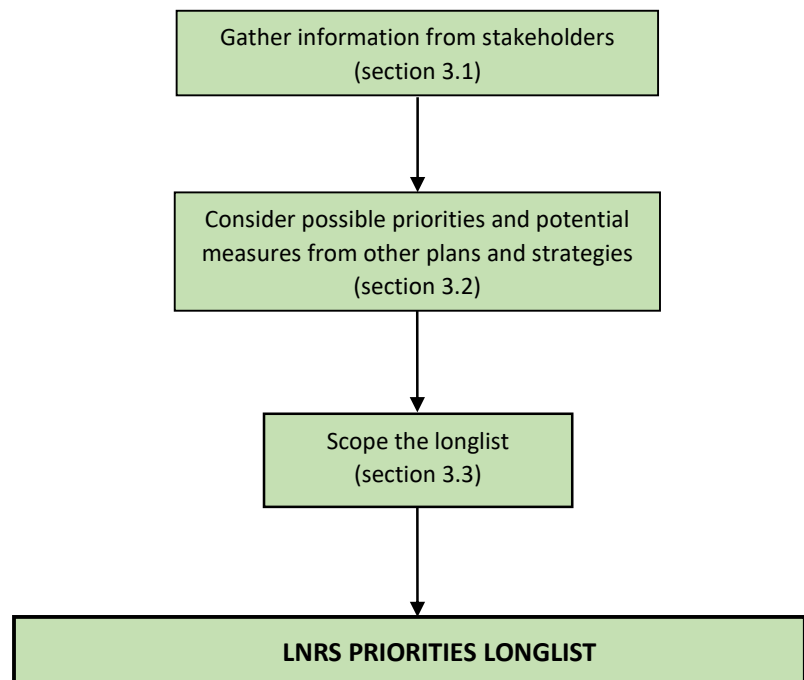 Gather information from stakeholders
(section 3.1)
Consider possible priorities and potential
measures from other plans and strategies
(section 3.2)
Scope the longlist
(section 3.3)
LNRS PRIORITIES LONGLIST